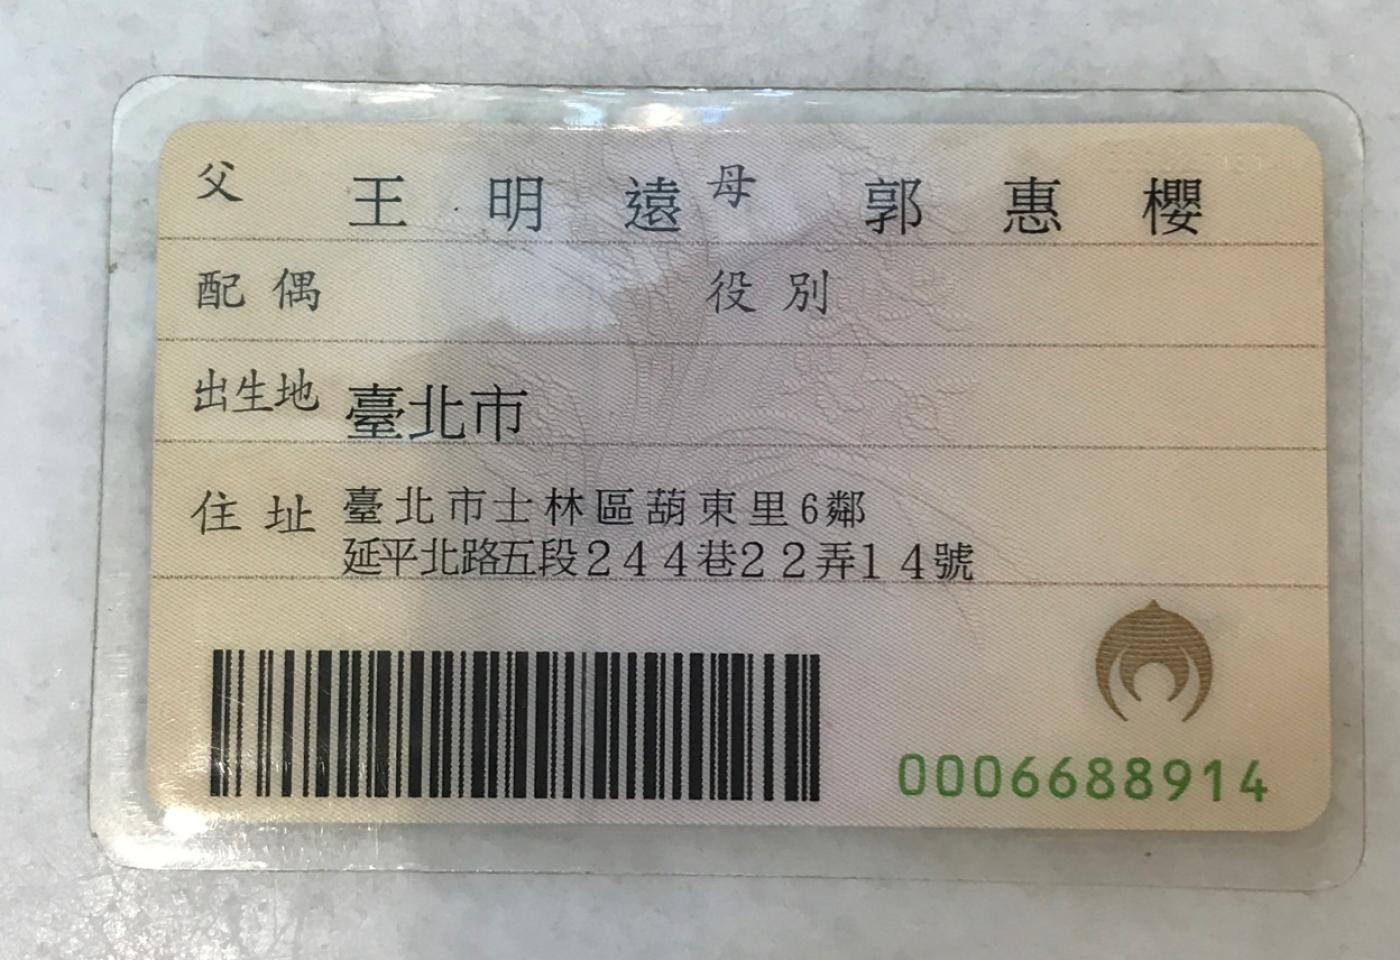 父 王明遠 母 郭惠櫻
配偶 役別
出生地 臺北市
住址 臺北市士林區葫東里6鄰
延平北路五段244巷22弄14號
0006688914